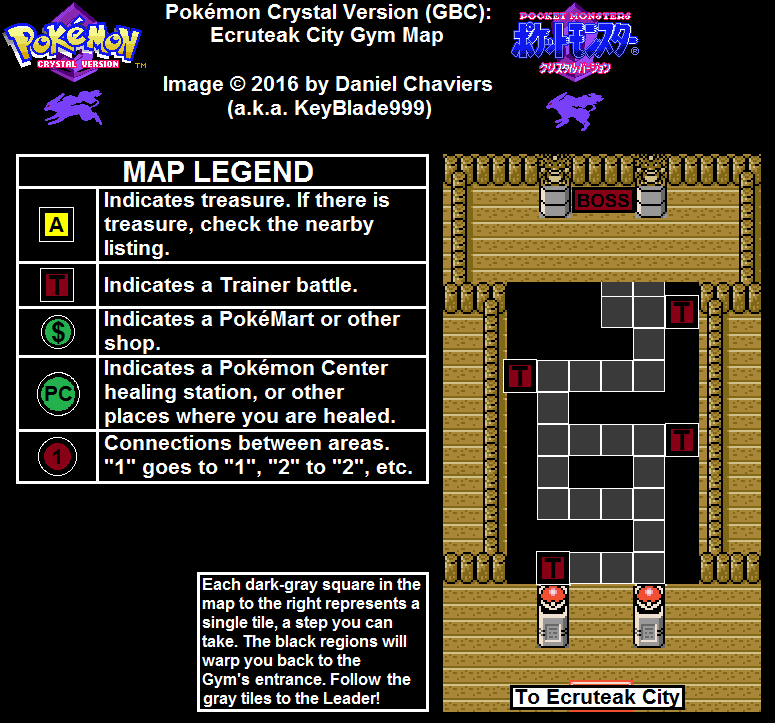 Pokémon Crystal Version (GBC):
Ecruteak City Gym Map
Image © 2016 by Daniel Chaviers
(a.k.a. KeyBlade999)
POKéMON
CRYSTAL VERSION
TM
POCKET MONSTERS
ポケットモンスター
クリスタルバージョン
®
MAP LEGEND
A
Indicates treasure. If there is
treasure, check the nearby
listing.
T
Indicates a Trainer battle.
$
Indicates a PokéMart or other
shop.
PC
Indicates a Pokémon Center
healing station, or other
places where you are healed.
1
Connections between areas.
"1" goes to "1", "2" to "2", etc.
Each dark-gray square in the
map to the right represents a
single tile, a step you can
take. The black regions will
warp you back to the
Gym's entrance. Follow the
gray tiles to the Leader!
BOSS
T
T
T
T
To Ecruteak City